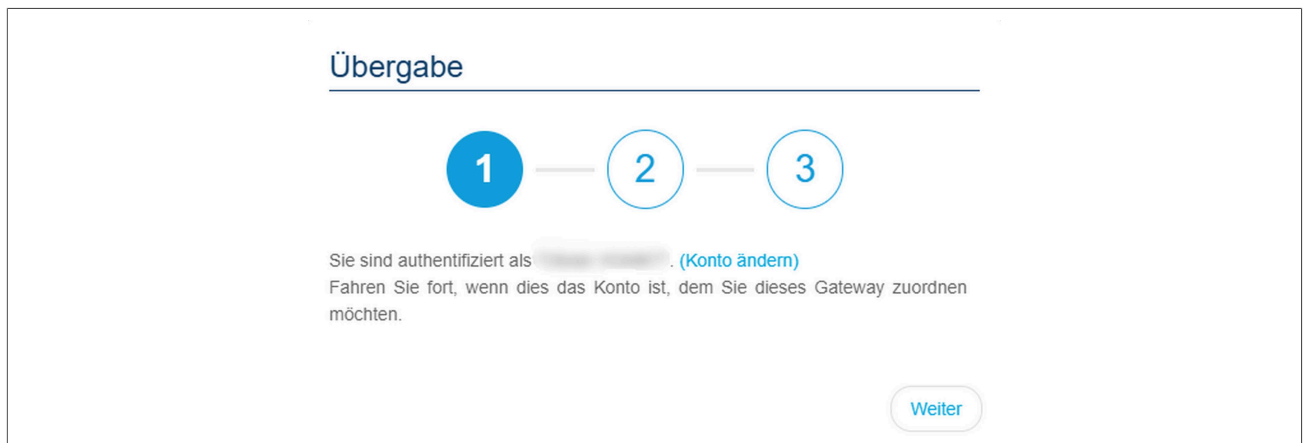 Übergabe
1
2
3
Sie sind authentifiziert als . (Konto ändern)
Fahren Sie fort, wenn dies das Konto ist, dem Sie dieses Gateway zuordnen
möchten.
Weiter